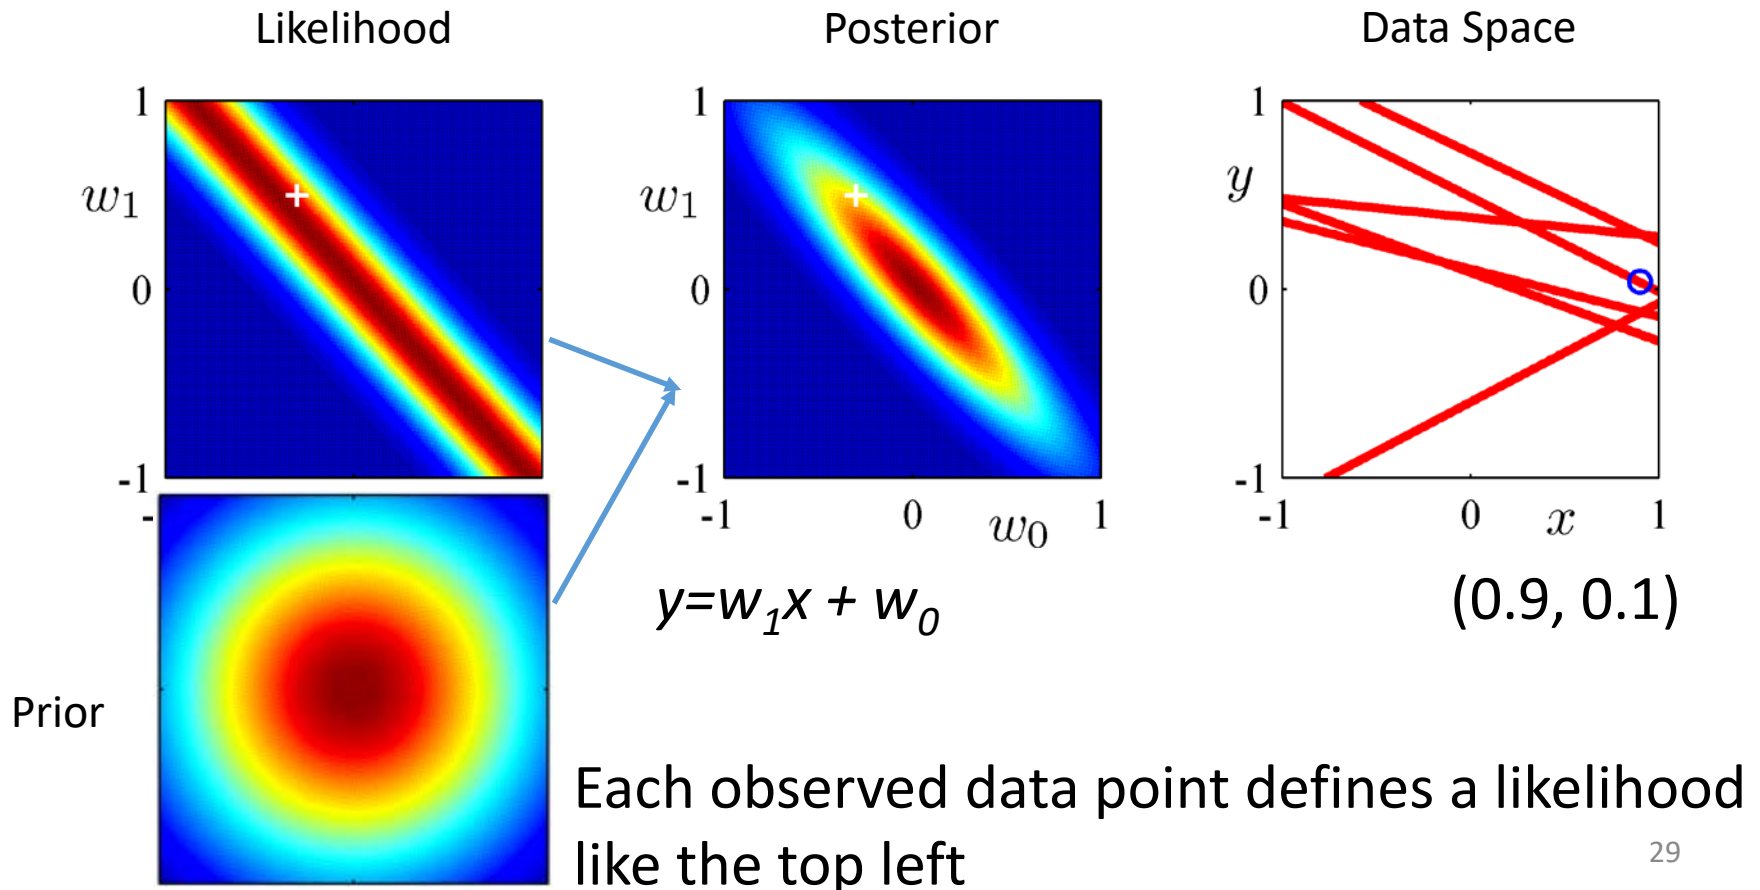 Likelihood
Posterior
Data Space
1
w₁
0
-1
-
1
w₁
0
-1
-1 0 w₀ 1
1
y
0
-1
-1 0 x 1
y=w₁x + w₀
(0.9, 0.1)
Prior
Each observed data point defines a likelihood
like the top left
29